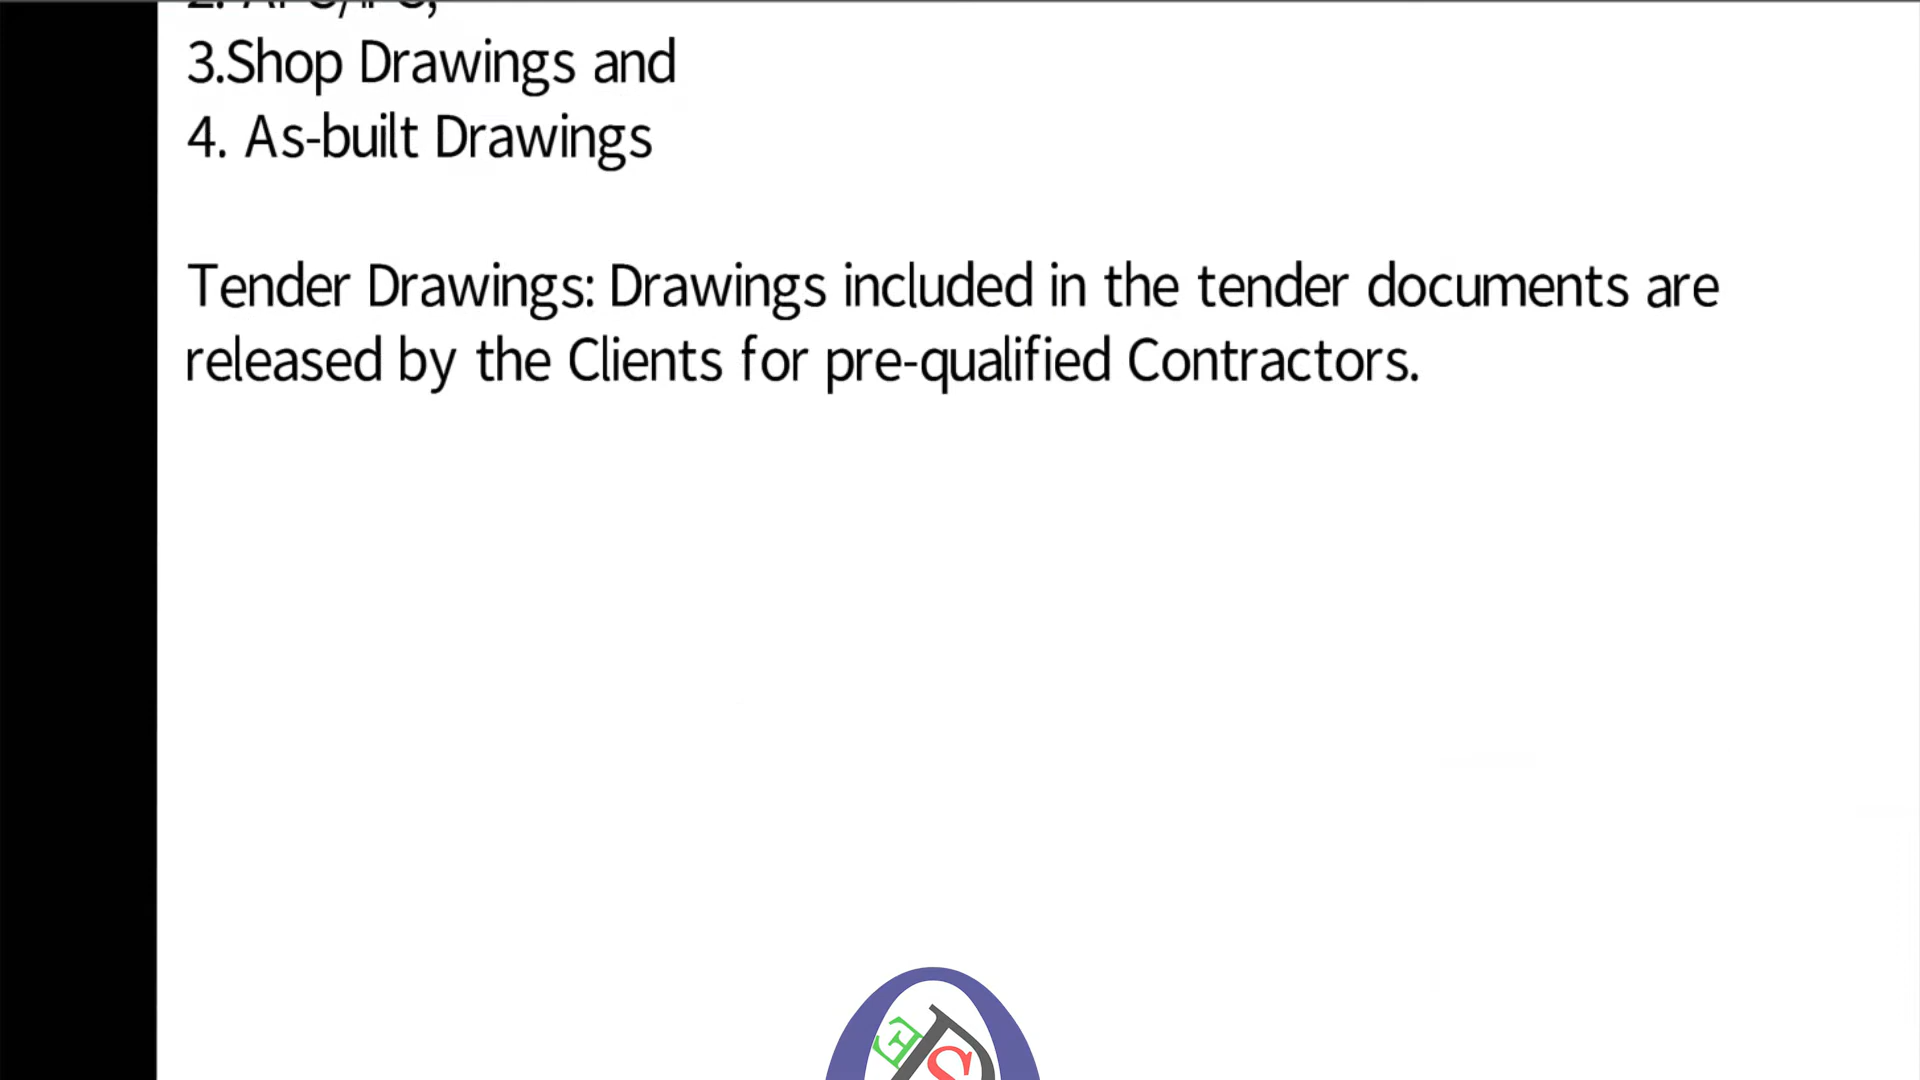 3.Shop Drawings and
4. As-built Drawings
Tender Drawings: Drawings included in the tender documents are
released by the Clients for pre-qualified Contractors.
E
S